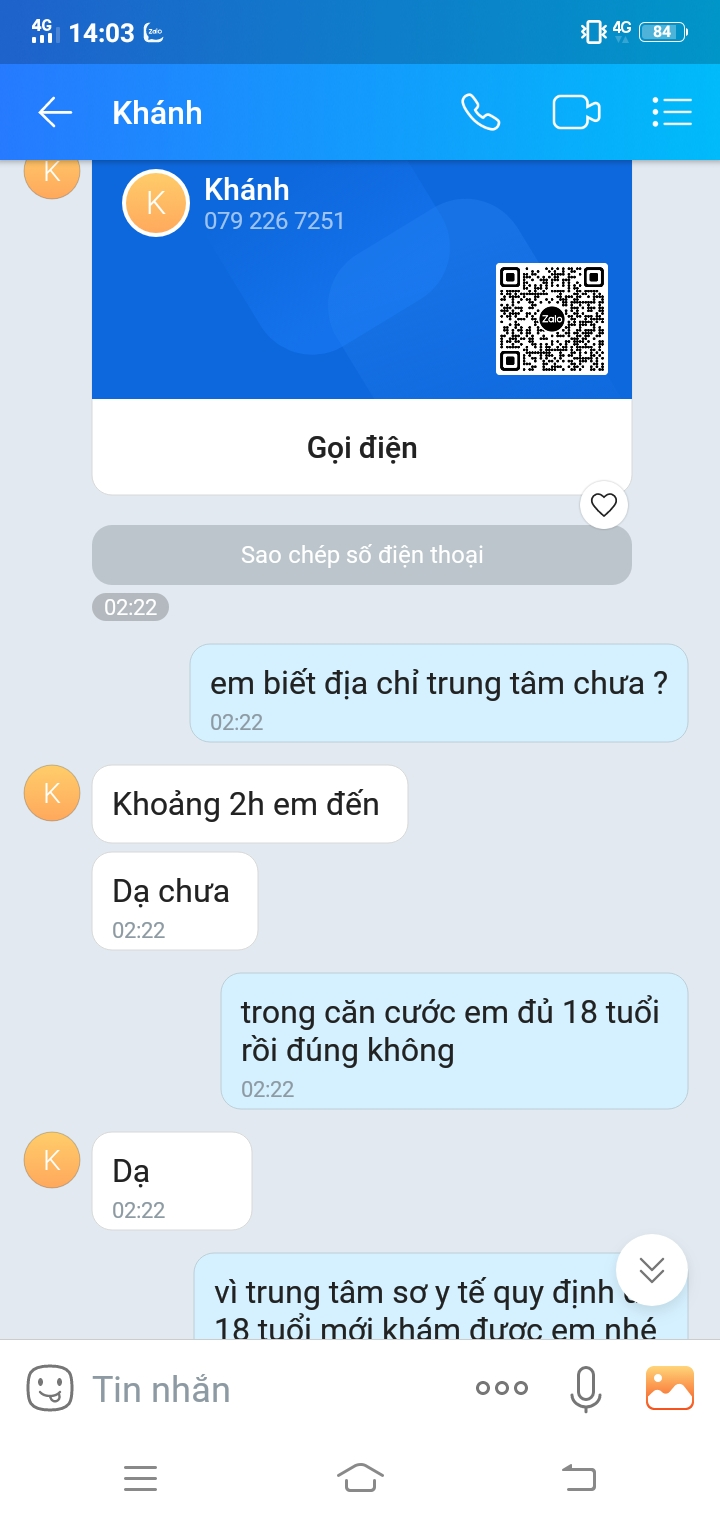 4G 14:03 Zalo 4G 84
Khánh
K
K Khánh
079 226 7251
Zalo
Gọi điện
Sao chép số điện thoại
02:22
em biết địa chỉ trung tâm chưa ?
02:22
K
Khoảng 2h em đến
Dạ chưa
02:22
trong căn cước em đủ 18 tuổi
rồi đúng không
02:22
K
Dạ
02:22
vì trung tâm sơ y tế quy định
18 tuổi mới khám được em nhé
Tin nhắn